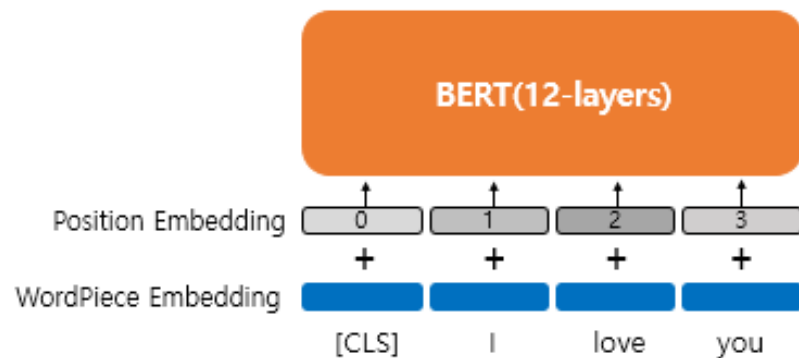 BERT(12-layers)
Position Embedding 0 1 2 3
+ + + +
WordPiece Embedding
[CLS] I love you